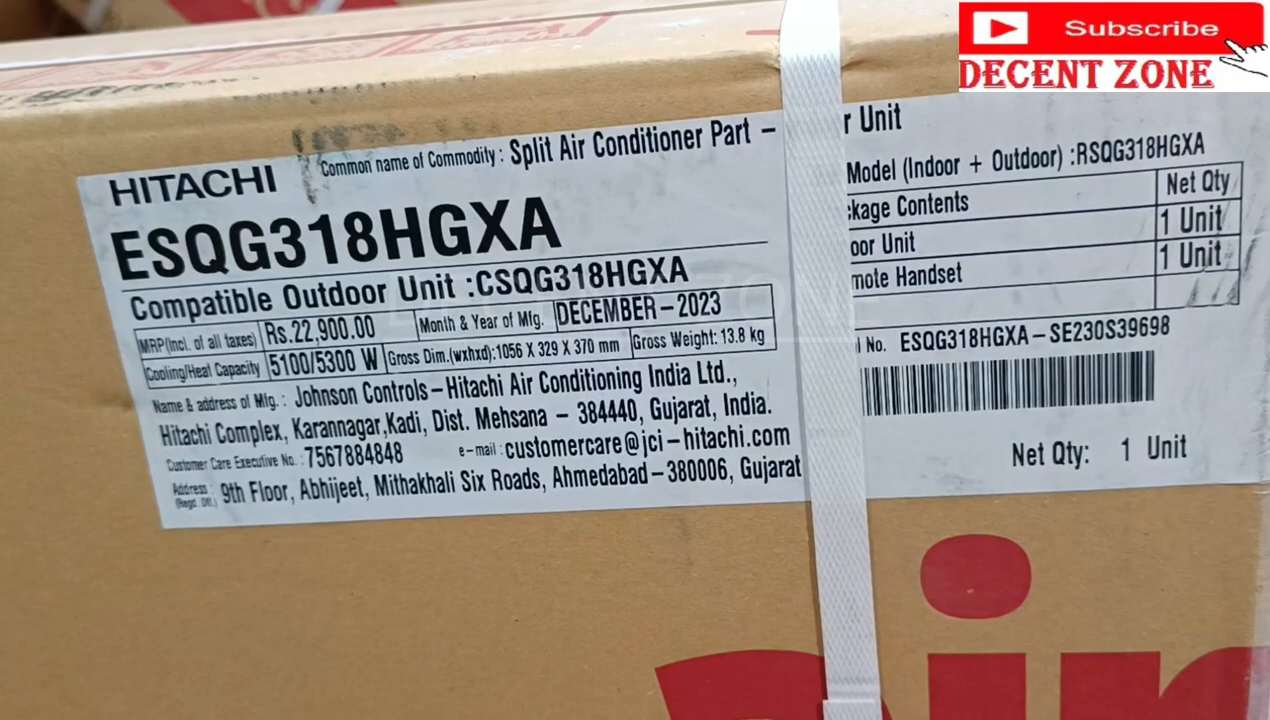 Subscribe
DECENT ZONE
HITACHI
Common name of Commodity : Split Air Conditioner Part – r Unit
ESQG318HGXA
Compatible Outdoor Unit :CSQG318HGXA
MRP(Incl. of all taxes) Rs.22,900.00 Month & Year of Mfg. DECEMBER–2023
Cooling/Heat Capacity 5100/5300 W Gross Dim.(wxhxd):1056 X 329 X 370 mm Gross Weight: 13.8 kg
Name & address of Mfg. : Johnson Controls–Hitachi Air Conditioning India Ltd.,
Hitachi Complex, Karannagar,Kadi, Dist. Mehsana – 384440, Gujarat, India.
Customer Care Executive No. :7567884848 e-mail :customercare@jci-hitachi.com
Address : 9th Floor, Abhijeet, Mithakhali Six Roads, Ahmedabad–380006, Gujarat
(Regd. Off.)
Model (Indoor + Outdoor) :RSQG318HGXA
kage Contents Net Qty
oor Unit 1 Unit
mote Handset 1 Unit
l No. ESQG318HGXA–SE230S39698
Net Qty: 1 Unit
air